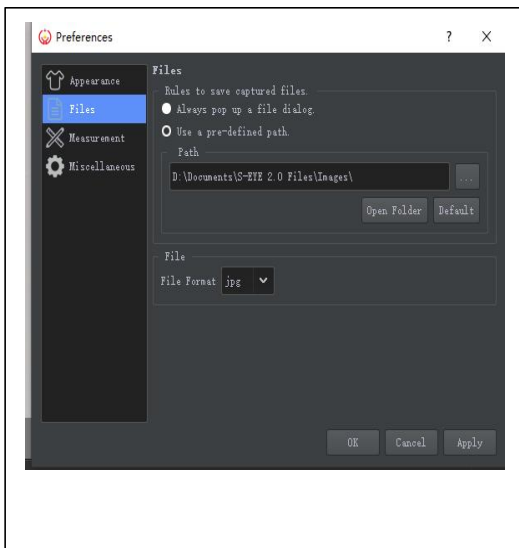 Preferences
?
X
Appearance
Files
Measurement
Miscellaneous
Files
Rules to save captured files.
Always pop up a file dialog.
Use a pre-defined path.
Path
D:\Documents\S-EYE 2.0 Files\Images\
...
Open Folder Default
File
File Format jpg
OK Cancel Apply